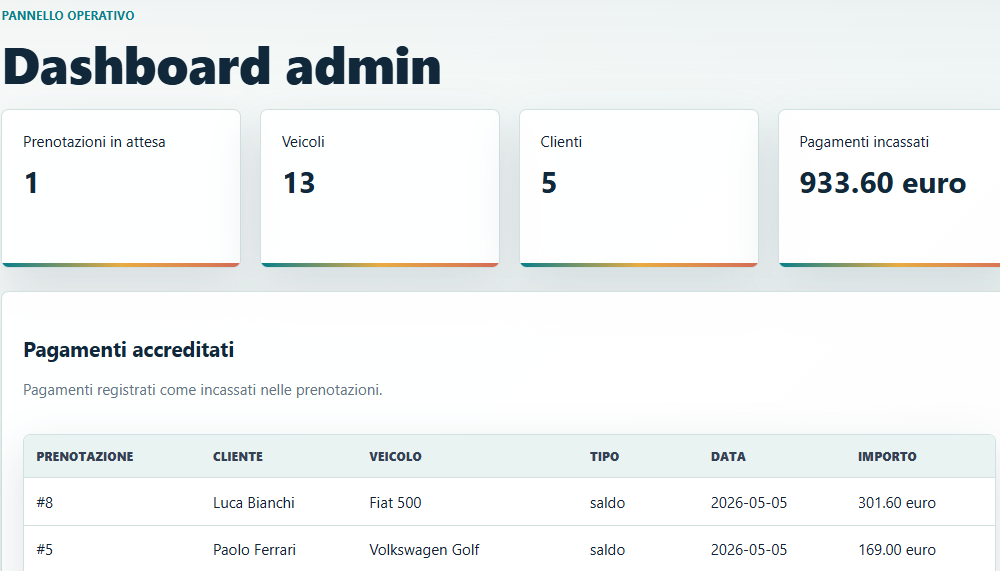 PANNELLO OPERATIVO
Dashboard admin
Prenotazioni in attesa
1
Veicoli
13
Clienti
5
Pagamenti incassati
933.60 euro
Pagamenti accreditati
Pagamenti registrati come incassati nelle prenotazioni.
PRENOTAZIONE CLIENTE VEICOLO TIPO DATA IMPORTO
#8 Luca Bianchi Fiat 500 saldo 2026-05-05 301.60 euro
#5 Paolo Ferrari Volkswagen Golf saldo 2026-05-05 169.00 euro